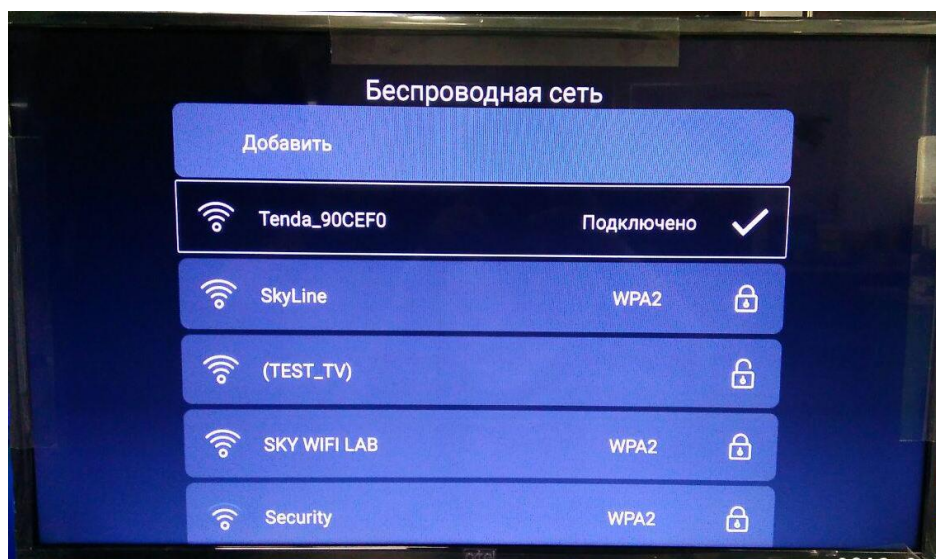 Беспроводная сеть
Добавить
Tenda_90CEF0 Подключено
SkyLine WPA2
(TEST_TV)
SKY WIFI LAB WPA2
Security WPA2